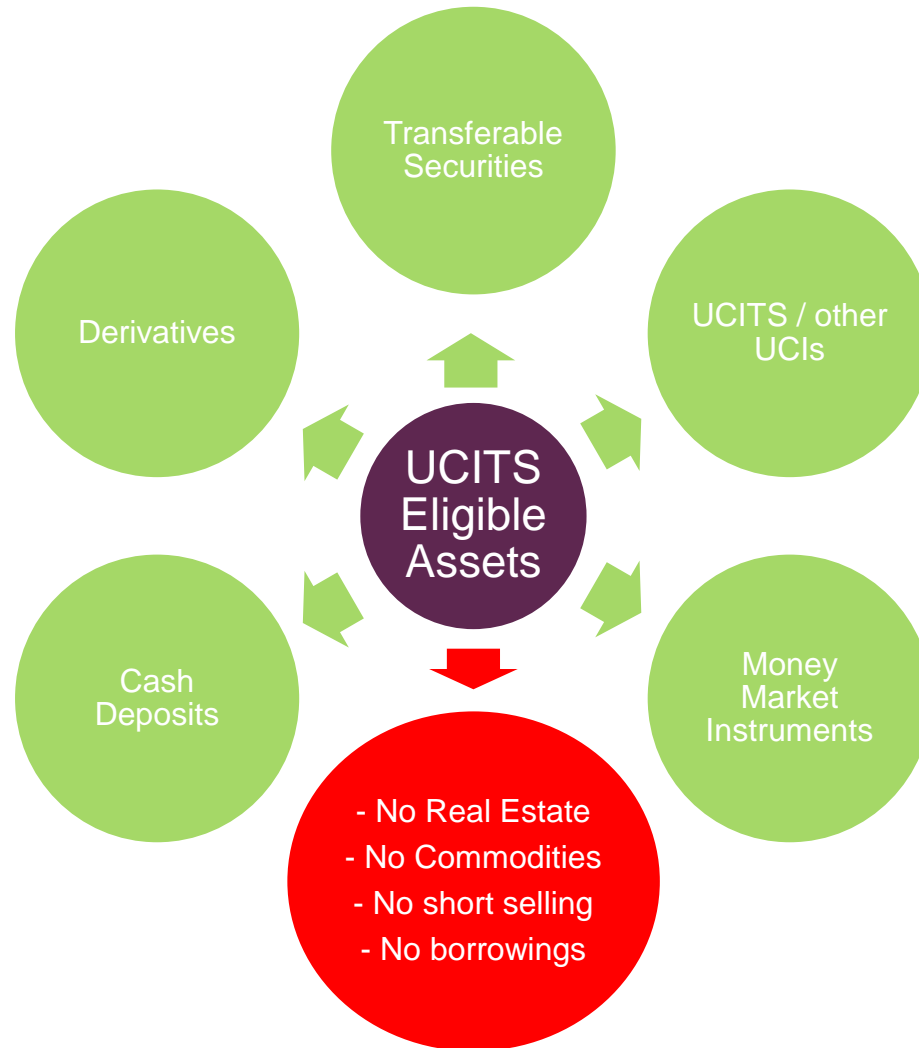 Transferable
Securities
Derivatives
UCITS / other
UCIs
UCITS
Eligible
Assets
Cash
Deposits
Money
Market
Instruments
- No Real Estate
- No Commodities
- No short selling
- No borrowings